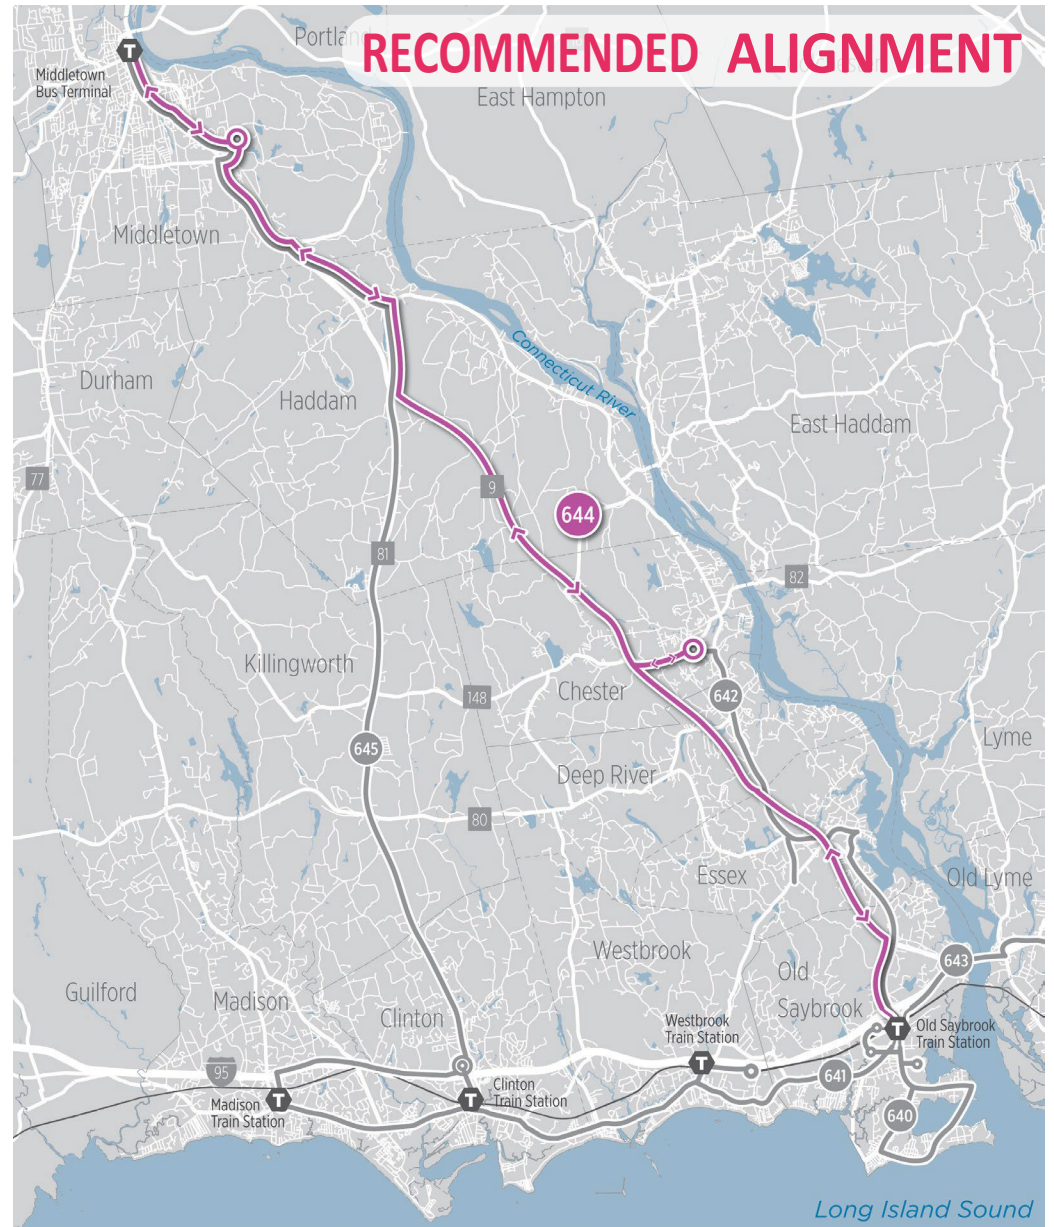 RECOMMENDED ALIGNMENT
East Hampton
Middletown
Bus Terminal
Middletown
Durham
Haddam
Connecticut River
East Haddam
77
9
644
81
82
Killingworth
Chester
148
642
645
Lyme
Deep River
80
Essex
Old Lyme
Westbrook
643
Old
Saybrook
Guilford
Madison
Clinton
Westbrook
Train Station
Old Saybrook
Train Station
95
641
Madison
Train Station
Clinton
Train Station
640
Long Island Sound